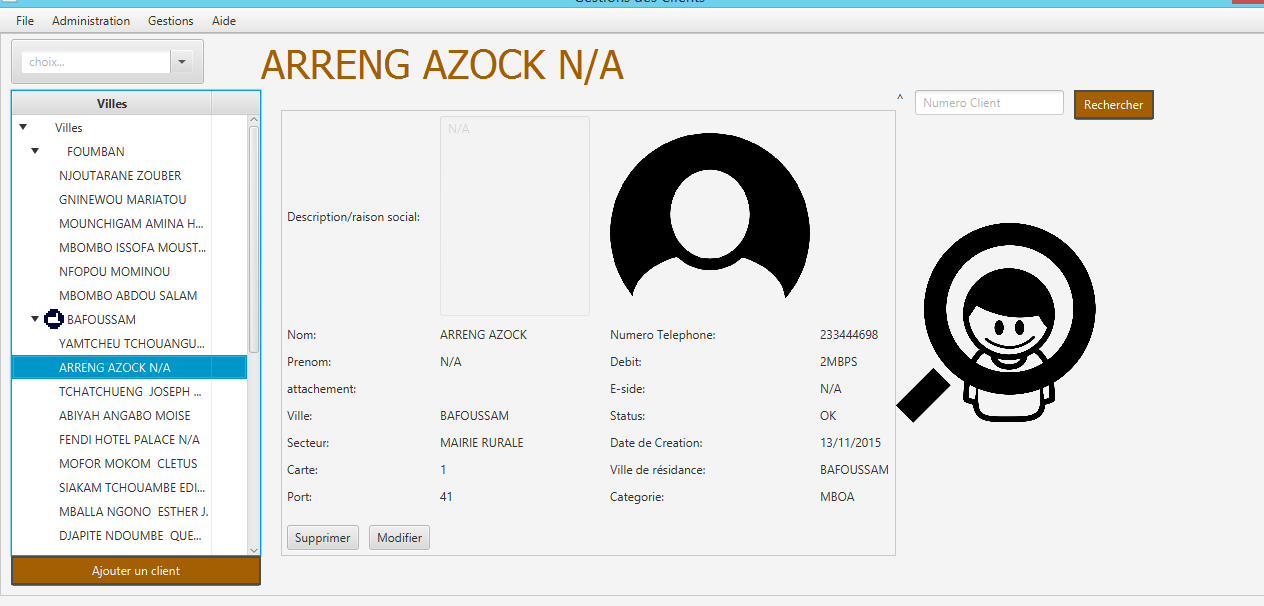 Gestions des Clients
File Administration Gestions Aide
choix...
ARRENG AZOCK N/A
Villes
Villes
FOUMBAN
NJOUTARANE ZOUBER
GNINEWOU MARIATOU
MOUNCHIGAM AMINA H...
MBOMBO ISSOFA MOUST...
NFOPOU MOMINOU
MBOMBO ABDOU SALAM
BAFOUSSAM
YAMTCHEU TCHOUANGU...
ARRENG AZOCK N/A
TCHATCHUENG JOSEPH ...
ABIYAH ANGABO MOISE
FENDI HOTEL PALACE N/A
MOFOR MOKOM CLETUS
SIAKAM TCHOUAMBE EDI...
MBALLA NGONO ESTHER J.
DJAPITE NDOUMBE QUE...
Ajouter un client
^
Numero Client
Rechercher
Description/raison social: N/A
Nom: ARRENG AZOCK Numero Telephone: 233444698
Prenom: N/A Debit: 2MBPS
attachement: E-side: N/A
Ville: BAFOUSSAM Status: OK
Secteur: MAIRIE RURALE Date de Creation: 13/11/2015
Carte: 1 Ville de résidance: BAFOUSSAM
Port: 41 Categorie: MBOA
Supprimer Modifier